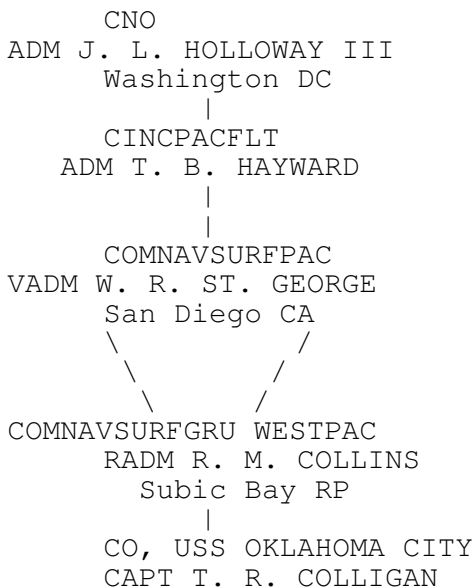 CNO
ADM J. L. HOLLOWAY III
Washington DC
|
CINCPACFLT
ADM T. B. HAYWARD
|
|
COMNAVSURFPAC
VADM W. R. ST. GEORGE
San Diego CA
\ /
\ /
\ /
COMNAVSURFGRU WESTPAC
RADM R. M. COLLINS
Subic Bay RP
|
CO, USS OKLAHOMA CITY
CAPT T. R. COLLIGAN